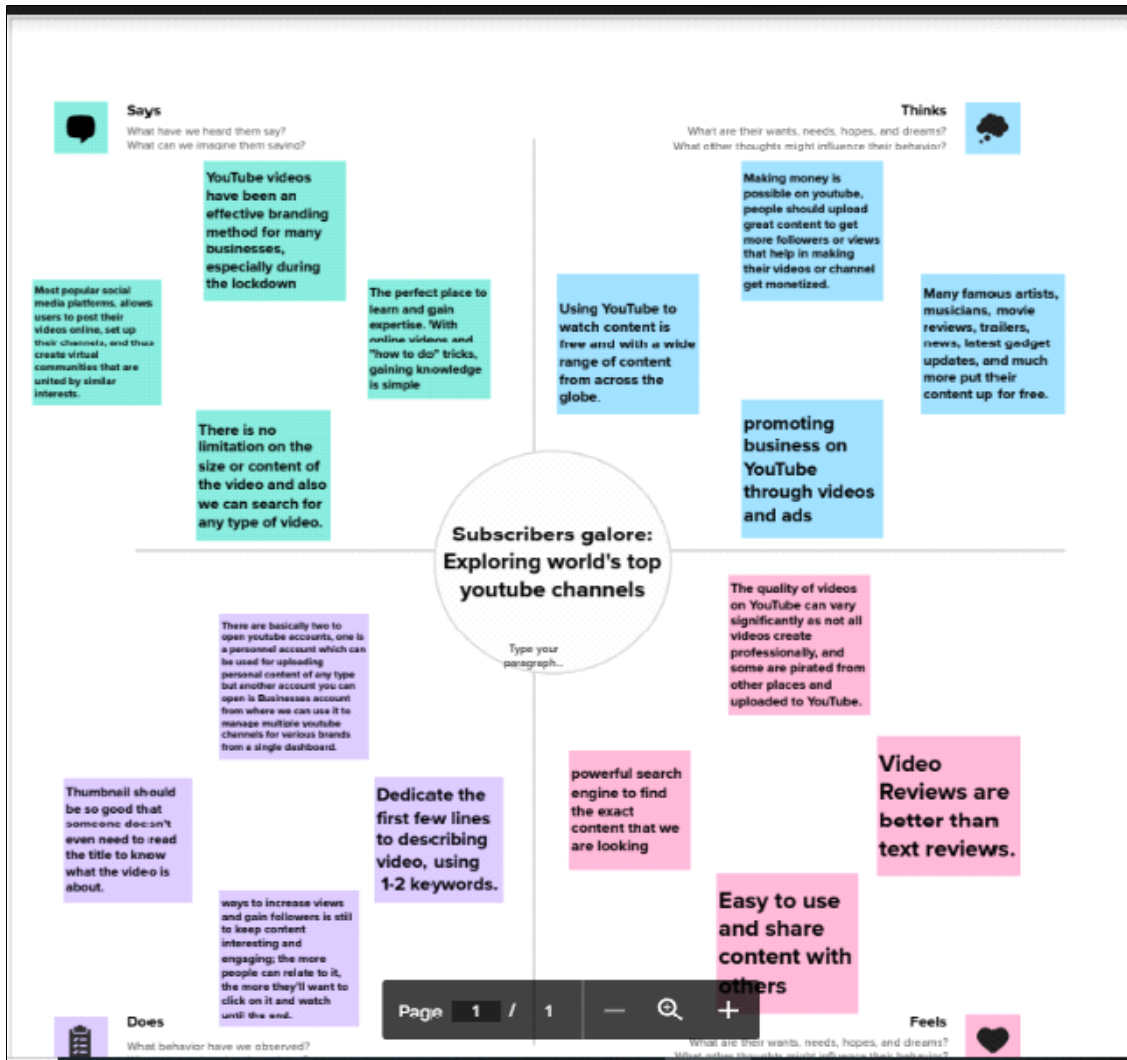 Says
What have we heard them say?
What can we imagine them saying?
YouTube videos
have been an
effective branding
method for many
businesses,
especially during
the lockdown
Most popular social
media platforms, allows
users to post their
videos online, set up
their channels, and thus
create virtual
communities that are
united by similar
interests.
The perfect place to
learn and gain
expertise. 'With
online videos and
"how to do" tricks,
gaining knowledge
is simple
There is no
limitation on the
size or content of
the video and also
we can search for
any type of video.
Thinks
What are their wants, needs, hopes, and dreams?
What other thoughts might influence their behavior?
Making money is
possible on youtube,
people should upload
great content to get
more followers or views
that help in making
their videos or channel
get monetized.
Using YouTube to
watch content is
free and with a wide
range of content
from across the
globe.
Many famous artists,
musicians, movie
reviews, trailers,
news, latest gadget
updates, and much
more put their
content up for free.
promoting
business on
YouTube
through videos
and ads
Subscribers galore:
Exploring world's top
youtube channels
Type your
paragraph...
There are basically two to
open youtube accounts, one is
a personnel account which can
be used for uploading
personal content of any type
but another account you can
open is Businesses account
from where we can use it to
manage multiple youtube
channels for various brands
from a single dashboard.
Thumbnail should
be so good that
someone doesn't
even need to read
the title to know
what the video is
about.
Dedicate the
first few lines
to describing
video, using
1-2 keywords.
ways to increase views
and gain followers is still
to keep content
interesting and
engaging; the more
people can relate to it,
the more they'll want to
click on it and watch
until the end.
Does
What behavior have we observed?
The quality of videos
on YouTube can vary
significantly as not all
videos create
professionally, and
some are pirated from
other places and
uploaded to YouTube.
powerful search
engine to find
the exact
content that we
are looking
Video
Reviews are
better than
text reviews.
Easy to use
and share
content with
others
Page 1 / 1
Feels
What are their wants, needs, hopes, and dreams?
What other thoughts might influence their behavior?